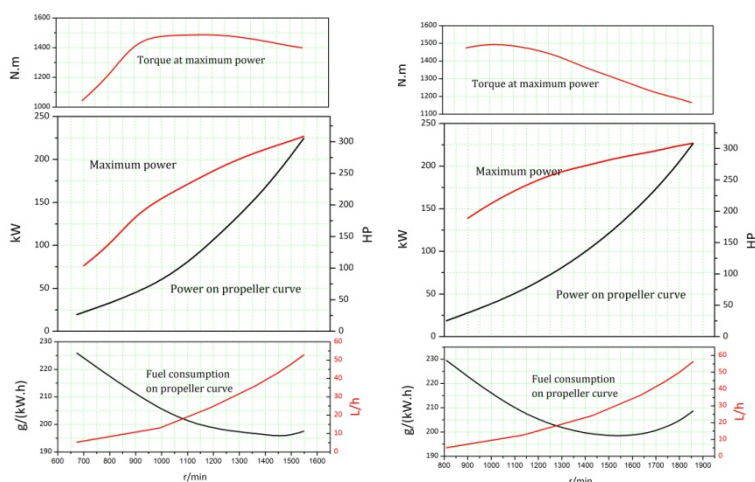 1600
1400
1200
1000
N.m
Torque at maximum power
250
200
150
100
50
0
kW
Maximum power
Power on propeller curve
300
250
200
150
100
50
0
HP
230
220
210
200
190
g/(kW.h)
Fuel consumption
on propeller curve
60
50
40
30
20
10
0
L/h
600 700 800 900 1000 1100 1200 1300 1400 1500 1600
r/min
1600
1500
1400
1300
1200
1100
N.m
Torque at maximum power
250
200
150
100
50
0
kW
Maximum power
Power on propeller curve
300
250
200
150
100
50
0
HP
230
220
210
200
190
g/(kW.h)
Fuel consumption
on propeller curve
60
50
40
30
20
10
0
L/h
800 900 1000 1100 1200 1300 1400 1500 1600 1700 1800 1900
r/min